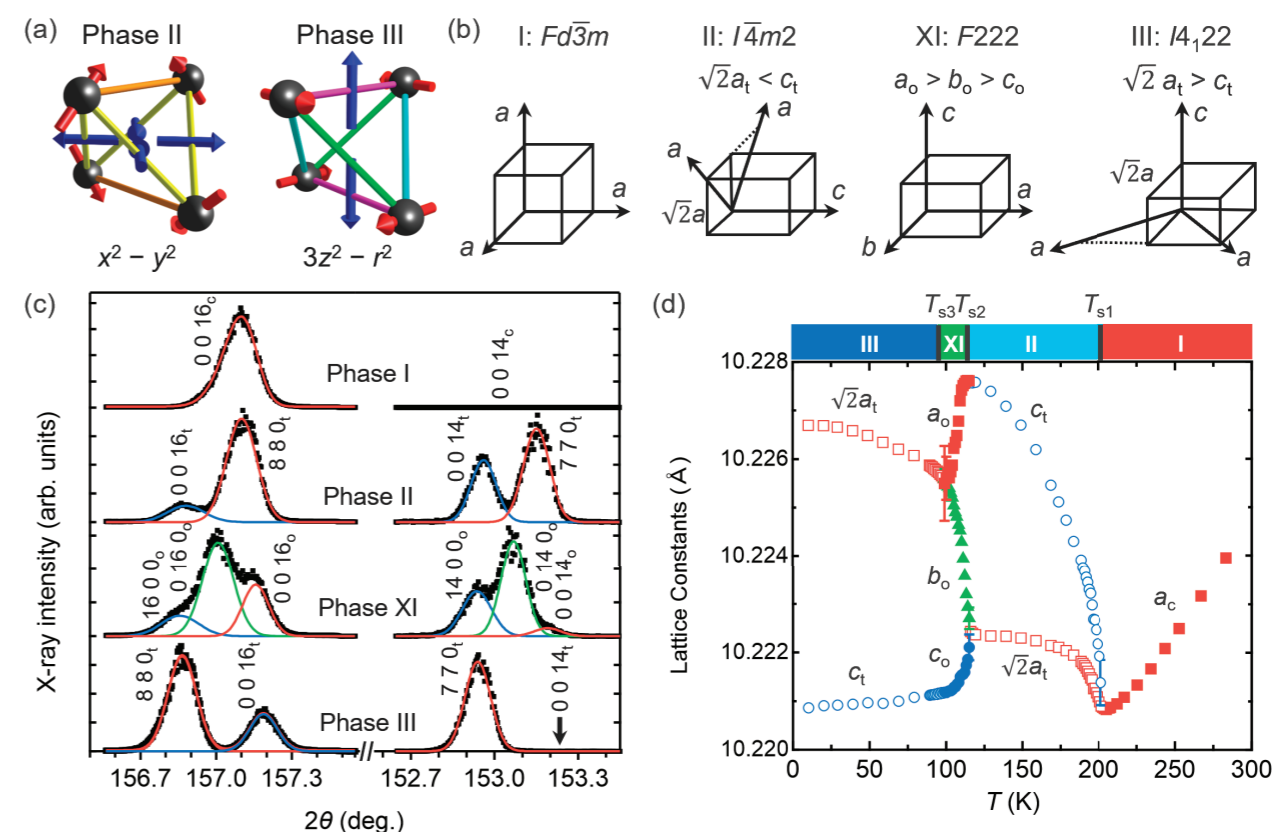 (a)
Phase II
Phase III
x² − y²
3z² − r²
(b)
I: Fd3̅m
II: I4̅m2
XI: F222
III: I4₁22
√2aₜ < cₜ
aₒ > bₒ > cₒ
√2 aₜ > cₜ
a
a
a
a
a
√2a
c
c
a
b
c
√2a
a
a
(c)
X-ray intensity (arb. units)
0 0 16c
Phase I
0 0 14c
0 0 16ₜ
8 8 0ₜ
Phase II
0 0 14ₜ
7 7 0ₜ
16 0 0ₒ
0 16 0ₒ
0 0 16ₒ
Phase XI
14 0 0ₒ
0 14 0ₒ
0 0 14ₒ
8 8 0ₜ
0 0 16ₜ
Phase III
7 7 0ₜ
0 0 14ₜ
156.7 157.0 157.3 152.7 153.0 153.3
2θ (deg.)
(d)
Tₛ₃Tₛ₂ Tₛ₁
III XI II I
Lattice Constants (Å)
10.228
10.226
10.224
10.222
10.220
√2aₜ
aₒ
cₜ
bₒ
ac
cₒ
√2aₜ
cₜ
0 50 100 150 200 250 300
T (K)